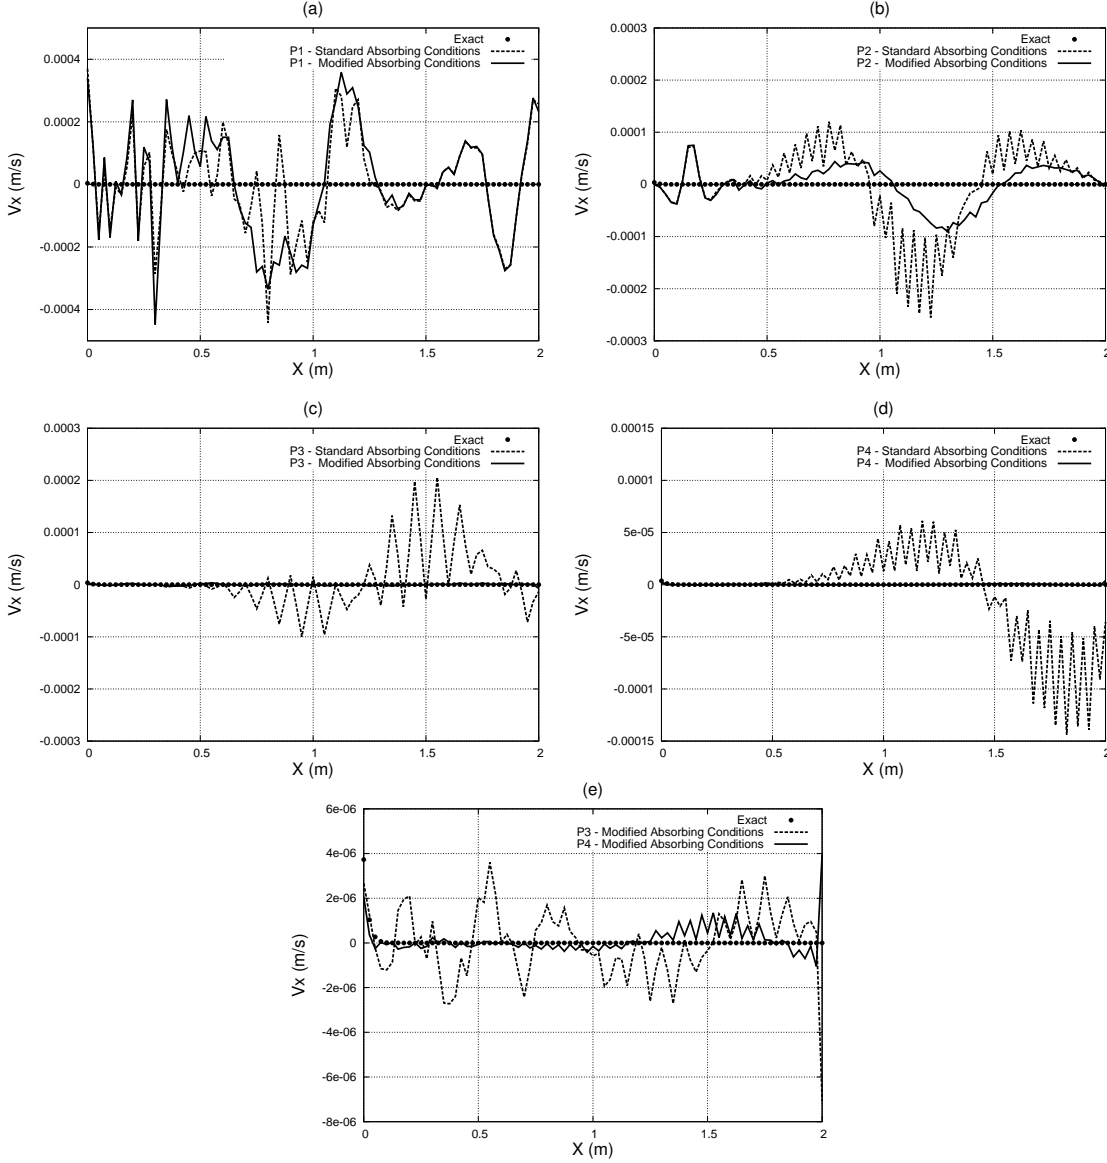 (a)
Exact
P1 - Standard Absorbing Conditions
P1 - Modified Absorbing Conditions
0.0004
0.0002
0
-0.0002
-0.0004
Vx (m/s)
0 0.5 1 1.5 2
X (m)
(b)
Exact
P2 - Standard Absorbing Conditions
P2 - Modified Absorbing Conditions
0.0003
0.0002
0.0001
0
-0.0001
-0.0002
-0.0003
Vx (m/s)
0 0.5 1 1.5 2
X (m)
(c)
Exact
P3 - Standard Absorbing Conditions
P3 - Modified Absorbing Conditions
0.0003
0.0002
0.0001
0
-0.0001
-0.0002
-0.0003
Vx (m/s)
0 0.5 1 1.5 2
X (m)
(d)
Exact
P4 - Standard Absorbing Conditions
P4 - Modified Absorbing Conditions
0.00015
0.0001
5e-05
0
-5e-05
-0.0001
-0.00015
Vx (m/s)
0 0.5 1 1.5 2
X (m)
(e)
Exact
P3 - Modified Absorbing Conditions
P4 - Modified Absorbing Conditions
6e-06
4e-06
2e-06
0
-2e-06
-4e-06
-6e-06
-8e-06
Vx (m/s)
0 0.5 1 1.5 2
X (m)